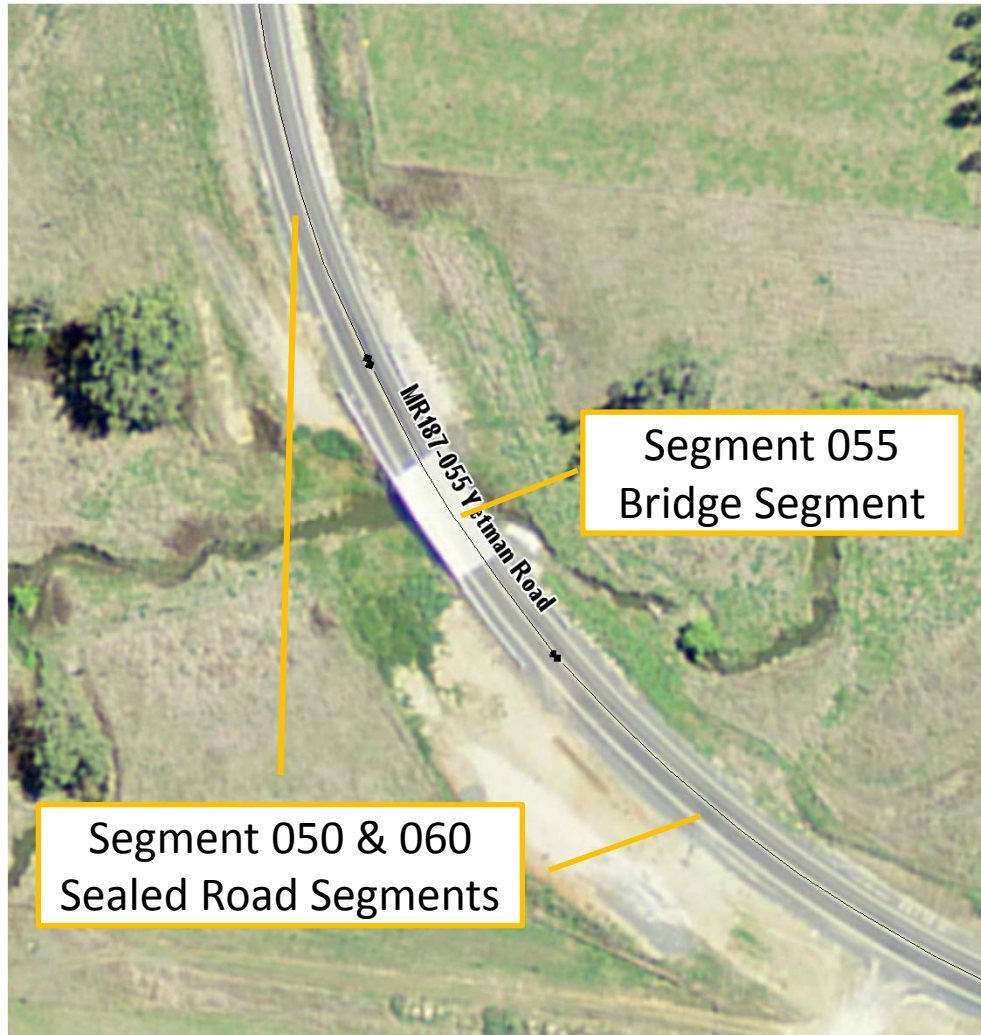 MR187-055 Yetman Road
Segment 055
Bridge Segment
Segment 050 & 060
Sealed Road Segments